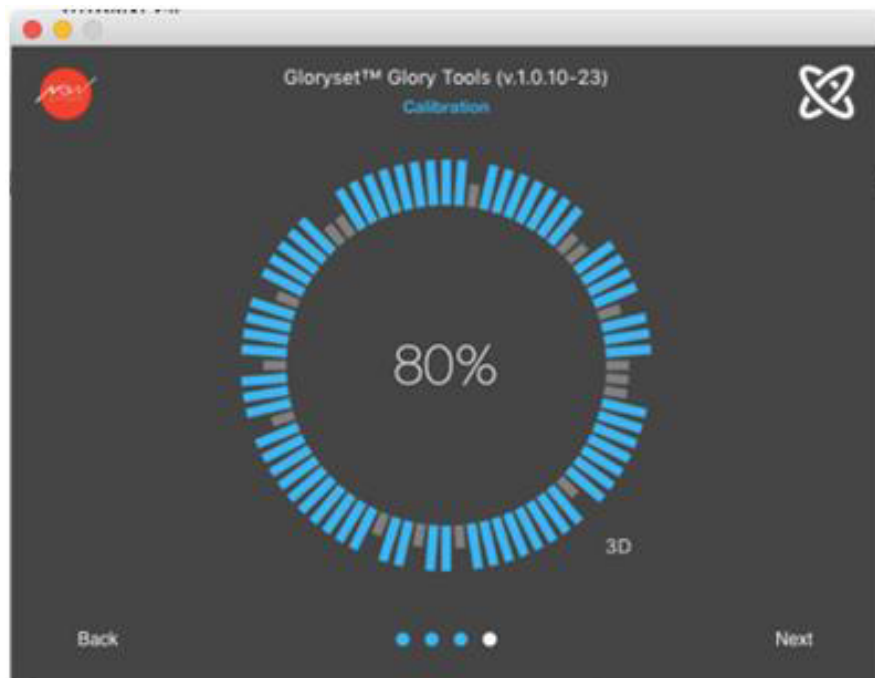 Gloryset™ Glory Tools (v.1.0.10-23)
Calibration
80%
3D
Back
Next